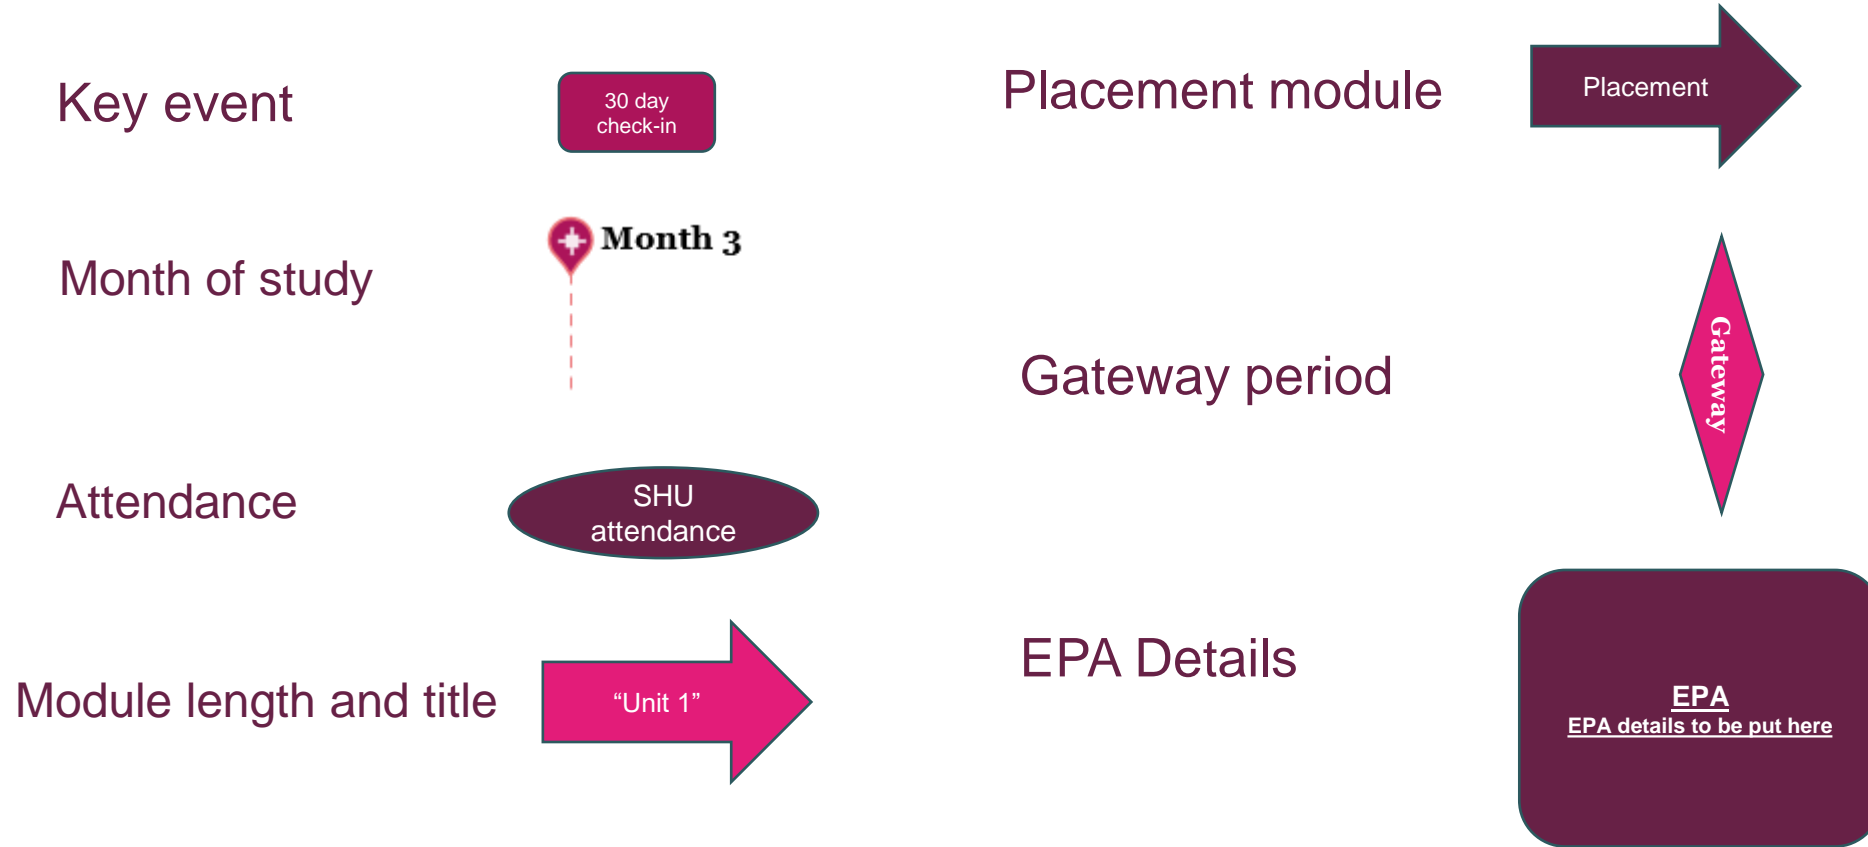 Key event
30 day
check-in
Month of study
Month 3
Attendance
SHU
attendance
Module length and title
“Unit 1”
Placement module
Placement
Gateway period
Gateway
EPA Details
EPA
EPA details to be put here